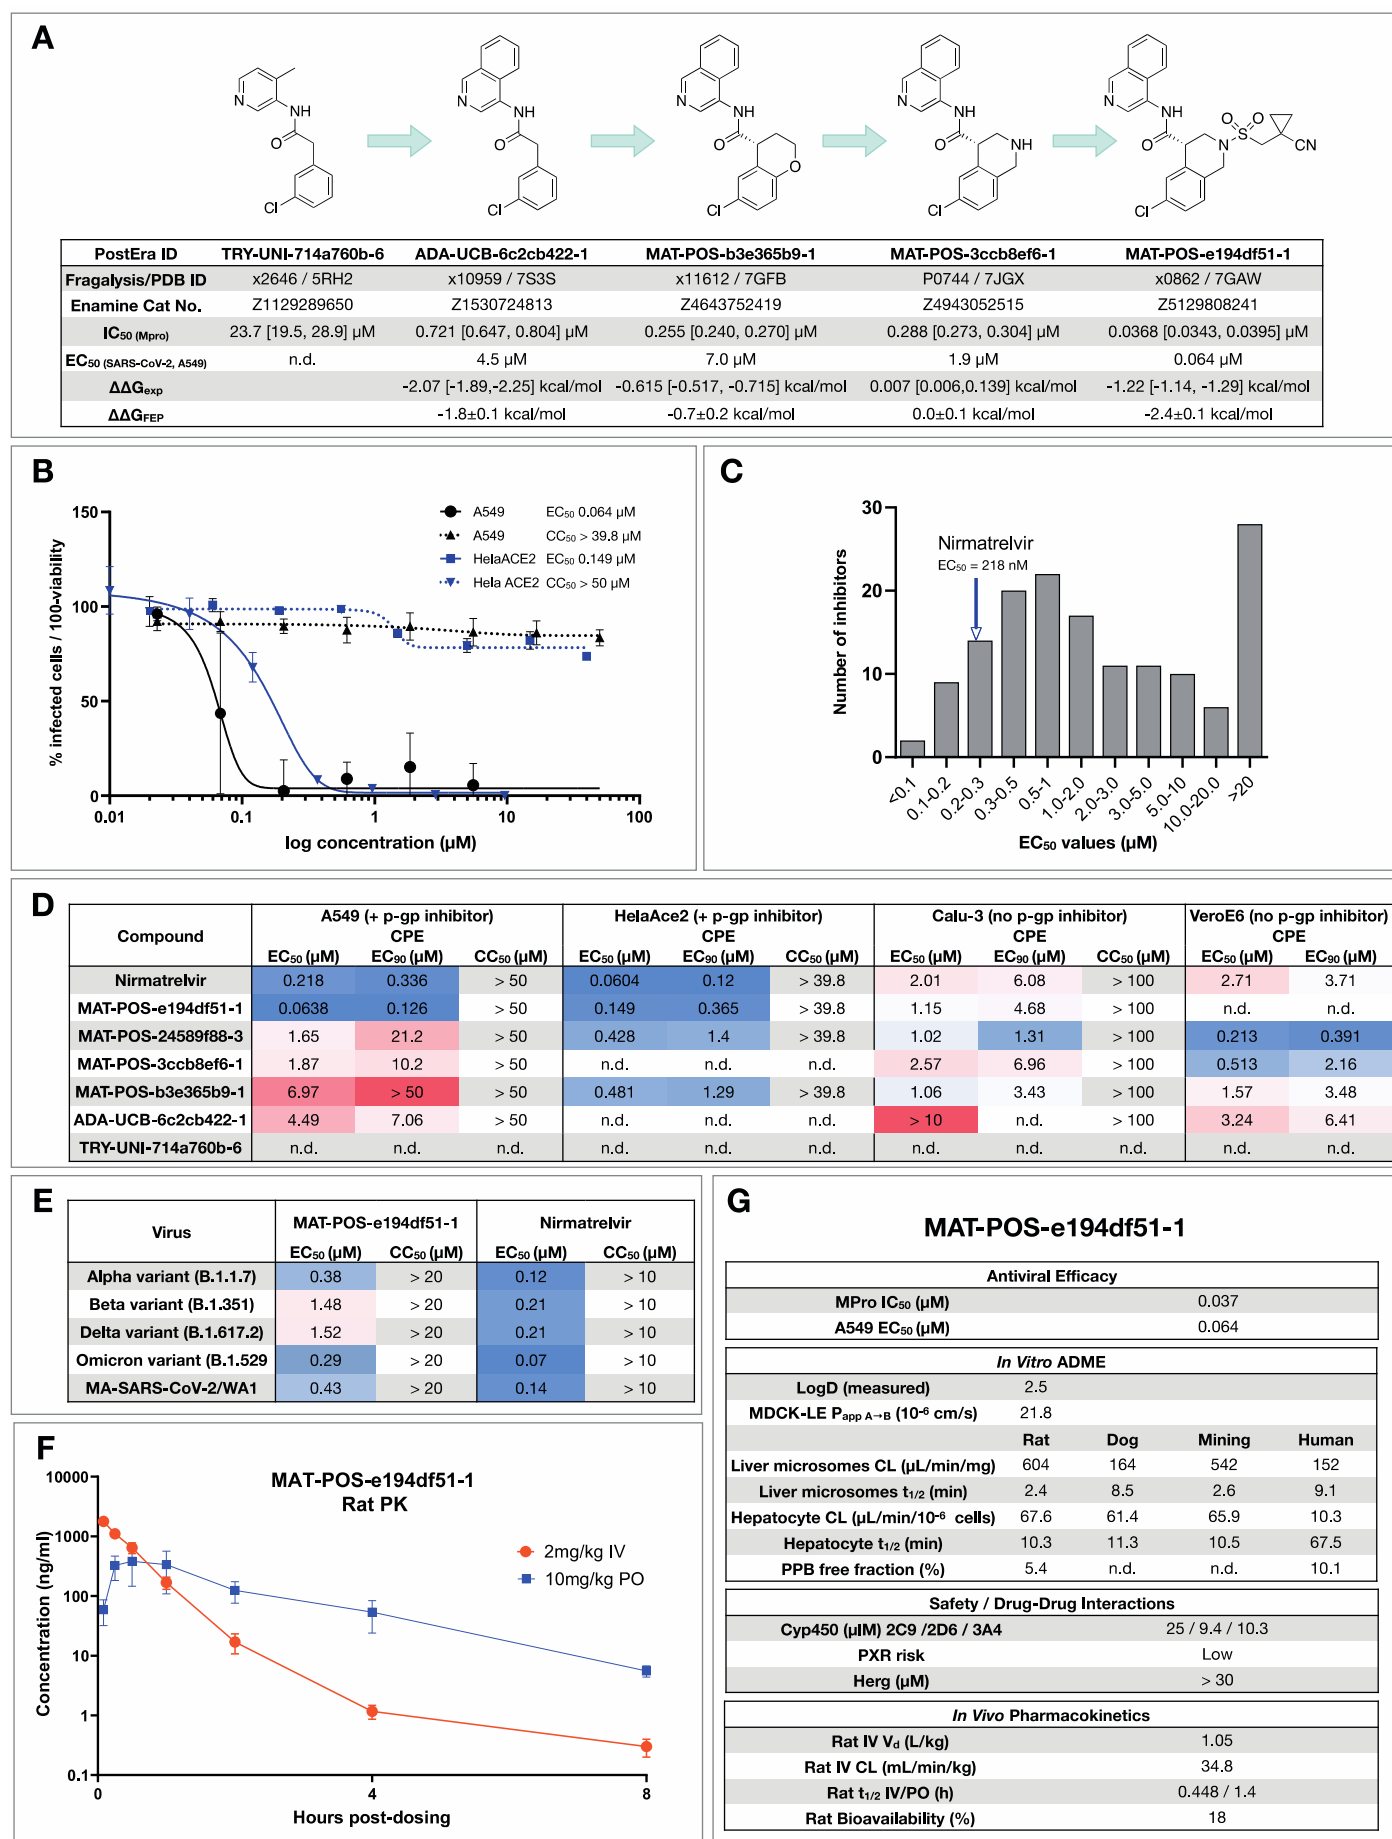 A
N
NH
O
Cl
N
NH
O
Cl
N
NH
O
O
Cl
N
NH
O
NH
Cl
N
NH
O
N
O
S
O
CN
Cl
PostEra ID TRY-UNI-714a760b-6 ADA-UCB-6c2cb422-1 MAT-POS-b3e365b9-1 MAT-POS-3ccb8ef6-1 MAT-POS-e194df51-1
Fragalysis/PDB ID x2646 / 5RH2 x10959 / 7S3S x11612 / 7GFB P0744 / 7JGX x0862 / 7GAW
Enamine Cat No. Z1129289650 Z1530724813 Z4643752419 Z4943052515 Z5129808241
IC50 (Mpro) 23.7 [19.5, 28.9] µM 0.721 [0.647, 0.804] µM 0.255 [0.240, 0.270] µM 0.288 [0.273, 0.304] µM 0.0368 [0.0343, 0.0395] µM
EC50 (SARS-CoV-2, A549) n.d. 4.5 µM 7.0 µM 1.9 µM 0.064 µM
ΔΔGexp -2.07 [-1.89,-2.25] kcal/mol -0.615 [-0.517, -0.715] kcal/mol 0.007 [0.006,0.139] kcal/mol -1.22 [-1.14, -1.29] kcal/mol
ΔΔGFEP -1.8±0.1 kcal/mol -0.7±0.2 kcal/mol 0.0±0.1 kcal/mol -2.4±0.1 kcal/mol
B
% infected cells / 100-viability
150
100
50
0
0.01 0.1 1 10 100
log concentration (µM)
A549 EC50 0.064 µM
A549 CC50 > 39.8 µM
HelaACE2 EC50 0.149 µM
Hela ACE2 CC50 > 50 µM
C
Number of inhibitors
30
20
10
0
Nirmatrelvir
EC50 = 218 nM
<0.1 0.1-0.2 0.2-0.3 0.3-0.5 0.5-1 1.0-2.0 2.0-3.0 3.0-5.0 5.0-10 10.0-20.0 >20
EC50 values (µM)
D
Compound A549 (+ p-gp inhibitor) CPE HelaAce2 (+ p-gp inhibitor) CPE Calu-3 (no p-gp inhibitor) CPE VeroE6 (no p-gp inhibitor) CPE
EC50 (µM) EC90 (µM) CC50 (µM) EC50 (µM) EC90 (µM) CC50 (µM) EC50 (µM) EC90 (µM) CC50 (µM) EC50 (µM) EC90 (µM)
Nirmatrelvir 0.218 0.336 > 50 0.0604 0.12 > 39.8 2.01 6.08 > 100 2.71 3.71
MAT-POS-e194df51-1 0.0638 0.126 > 50 0.149 0.365 > 39.8 1.15 4.68 > 100 n.d. n.d.
MAT-POS-24589f88-3 1.65 21.2 > 50 0.428 1.4 > 39.8 1.02 1.31 > 100 0.213 0.391
MAT-POS-3ccb8ef6-1 1.87 10.2 > 50 n.d. n.d. n.d. 2.57 6.96 > 100 0.513 2.16
MAT-POS-b3e365b9-1 6.97 > 50 > 50 0.481 1.29 > 39.8 1.06 3.43 > 100 1.57 3.48
ADA-UCB-6c2cb422-1 4.49 7.06 > 50 n.d. n.d. n.d. > 10 n.d. > 100 3.24 6.41
TRY-UNI-714a760b-6 n.d. n.d. n.d. n.d. n.d. n.d. n.d. n.d. n.d. n.d. n.d.
E
Virus MAT-POS-e194df51-1 Nirmatrelvir
EC50 (µM) CC50 (µM) EC50 (µM) CC50 (µM)
Alpha variant (B.1.1.7) 0.38 > 20 0.12 > 10
Beta variant (B.1.351) 1.48 > 20 0.21 > 10
Delta variant (B.1.617.2) 1.52 > 20 0.21 > 10
Omicron variant (B.1.529 0.29 > 20 0.07 > 10
MA-SARS-CoV-2/WA1 0.43 > 20 0.14 > 10
F
MAT-POS-e194df51-1
Rat PK
Concentration (ng/ml)
10000
1000
100
10
1
0.1
2mg/kg IV
10mg/kg PO
0 4 8
Hours post-dosing
G
MAT-POS-e194df51-1
Antiviral Efficacy
MPro IC50 (µM) 0.037
A549 EC50 (µM) 0.064
In Vitro ADME
LogD (measured) 2.5
MDCK-LE Papp A→B (10-6 cm/s) 21.8
Rat Dog Mining Human
Liver microsomes CL (µL/min/mg) 604 164 542 152
Liver microsomes t1/2 (min) 2.4 8.5 2.6 9.1
Hepatocyte CL (µL/min/10-6 cells) 67.6 61.4 65.9 10.3
Hepatocyte t1/2 (min) 10.3 11.3 10.5 67.5
PPB free fraction (%) 5.4 n.d. n.d. 10.1
Safety / Drug-Drug Interactions
Cyp450 (µIM) 2C9 /2D6 / 3A4 25 / 9.4 / 10.3
PXR risk Low
Herg (µM) > 30
In Vivo Pharmacokinetics
Rat IV Vd (L/kg) 1.05
Rat IV CL (mL/min/kg) 34.8
Rat t1/2 IV/PO (h) 0.448 / 1.4
Rat Bioavailability (%) 18